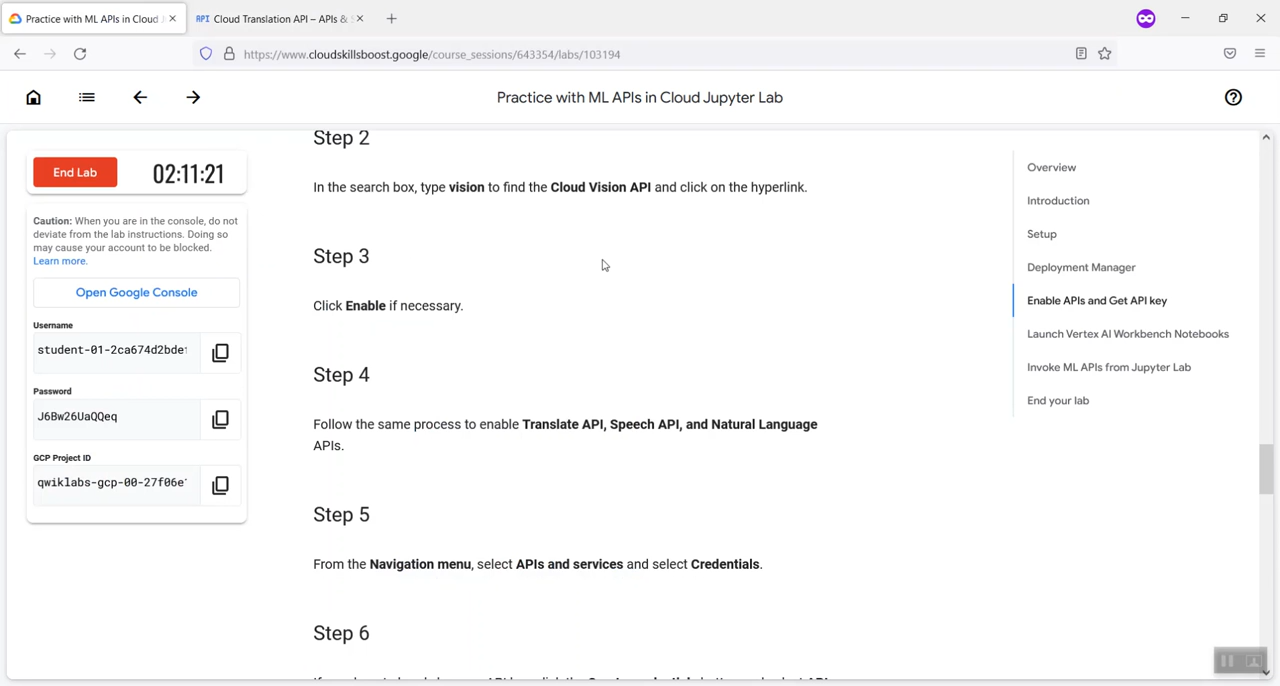 Practice with ML APIs in Cloud J
API Cloud Translation API – APIs &
https://www.cloudskillsboost.google/course_sessions/643354/labs/103194
Practice with ML APIs in Cloud Jupyter Lab
End Lab
02:11:21
Caution: When you are in the console, do not
deviate from the lab instructions. Doing so
may cause your account to be blocked.
Learn more.
Open Google Console
Username
student-01-2ca674d2bde
Password
J6Bw26UaQQeq
GCP Project ID
qwiklabs-gcp-00-27f06e
Step 2
In the search box, type vision to find the Cloud Vision API and click on the hyperlink.
Step 3
Click Enable if necessary.
Step 4
Follow the same process to enable Translate API, Speech API, and Natural Language
APIs.
Step 5
From the Navigation menu, select APIs and services and select Credentials.
Step 6
Overview
Introduction
Setup
Deployment Manager
Enable APIs and Get API key
Launch Vertex AI Workbench Notebooks
Invoke ML APIs from Jupyter Lab
End your lab